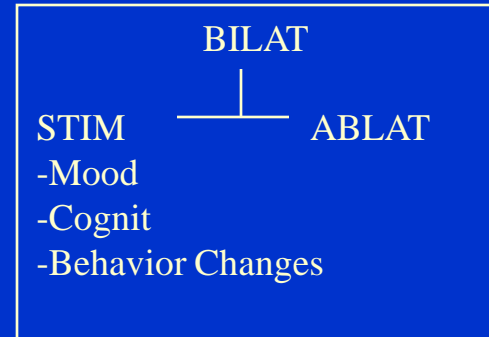 BILAT
STIM ABLAT
-Mood
-Cognit
-Behavior Changes